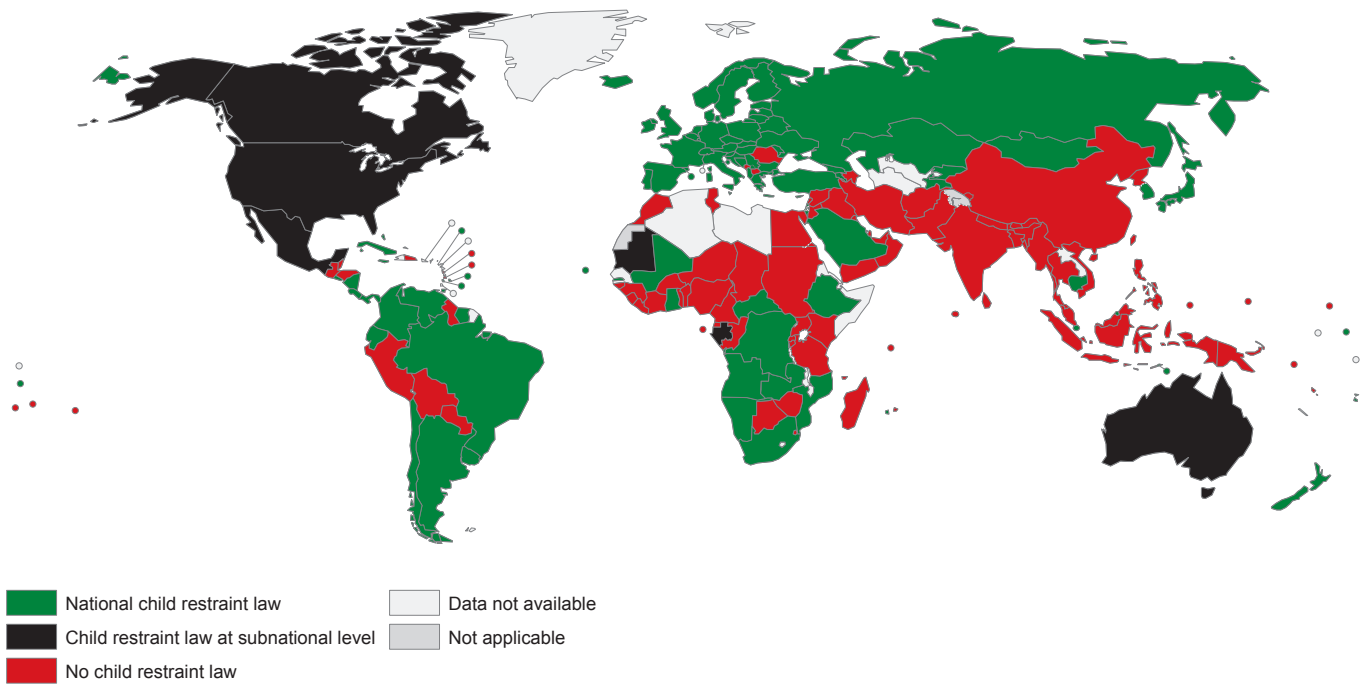 National child restraint law
Child restraint law at subnational level
No child restraint law
Data not available
Not applicable